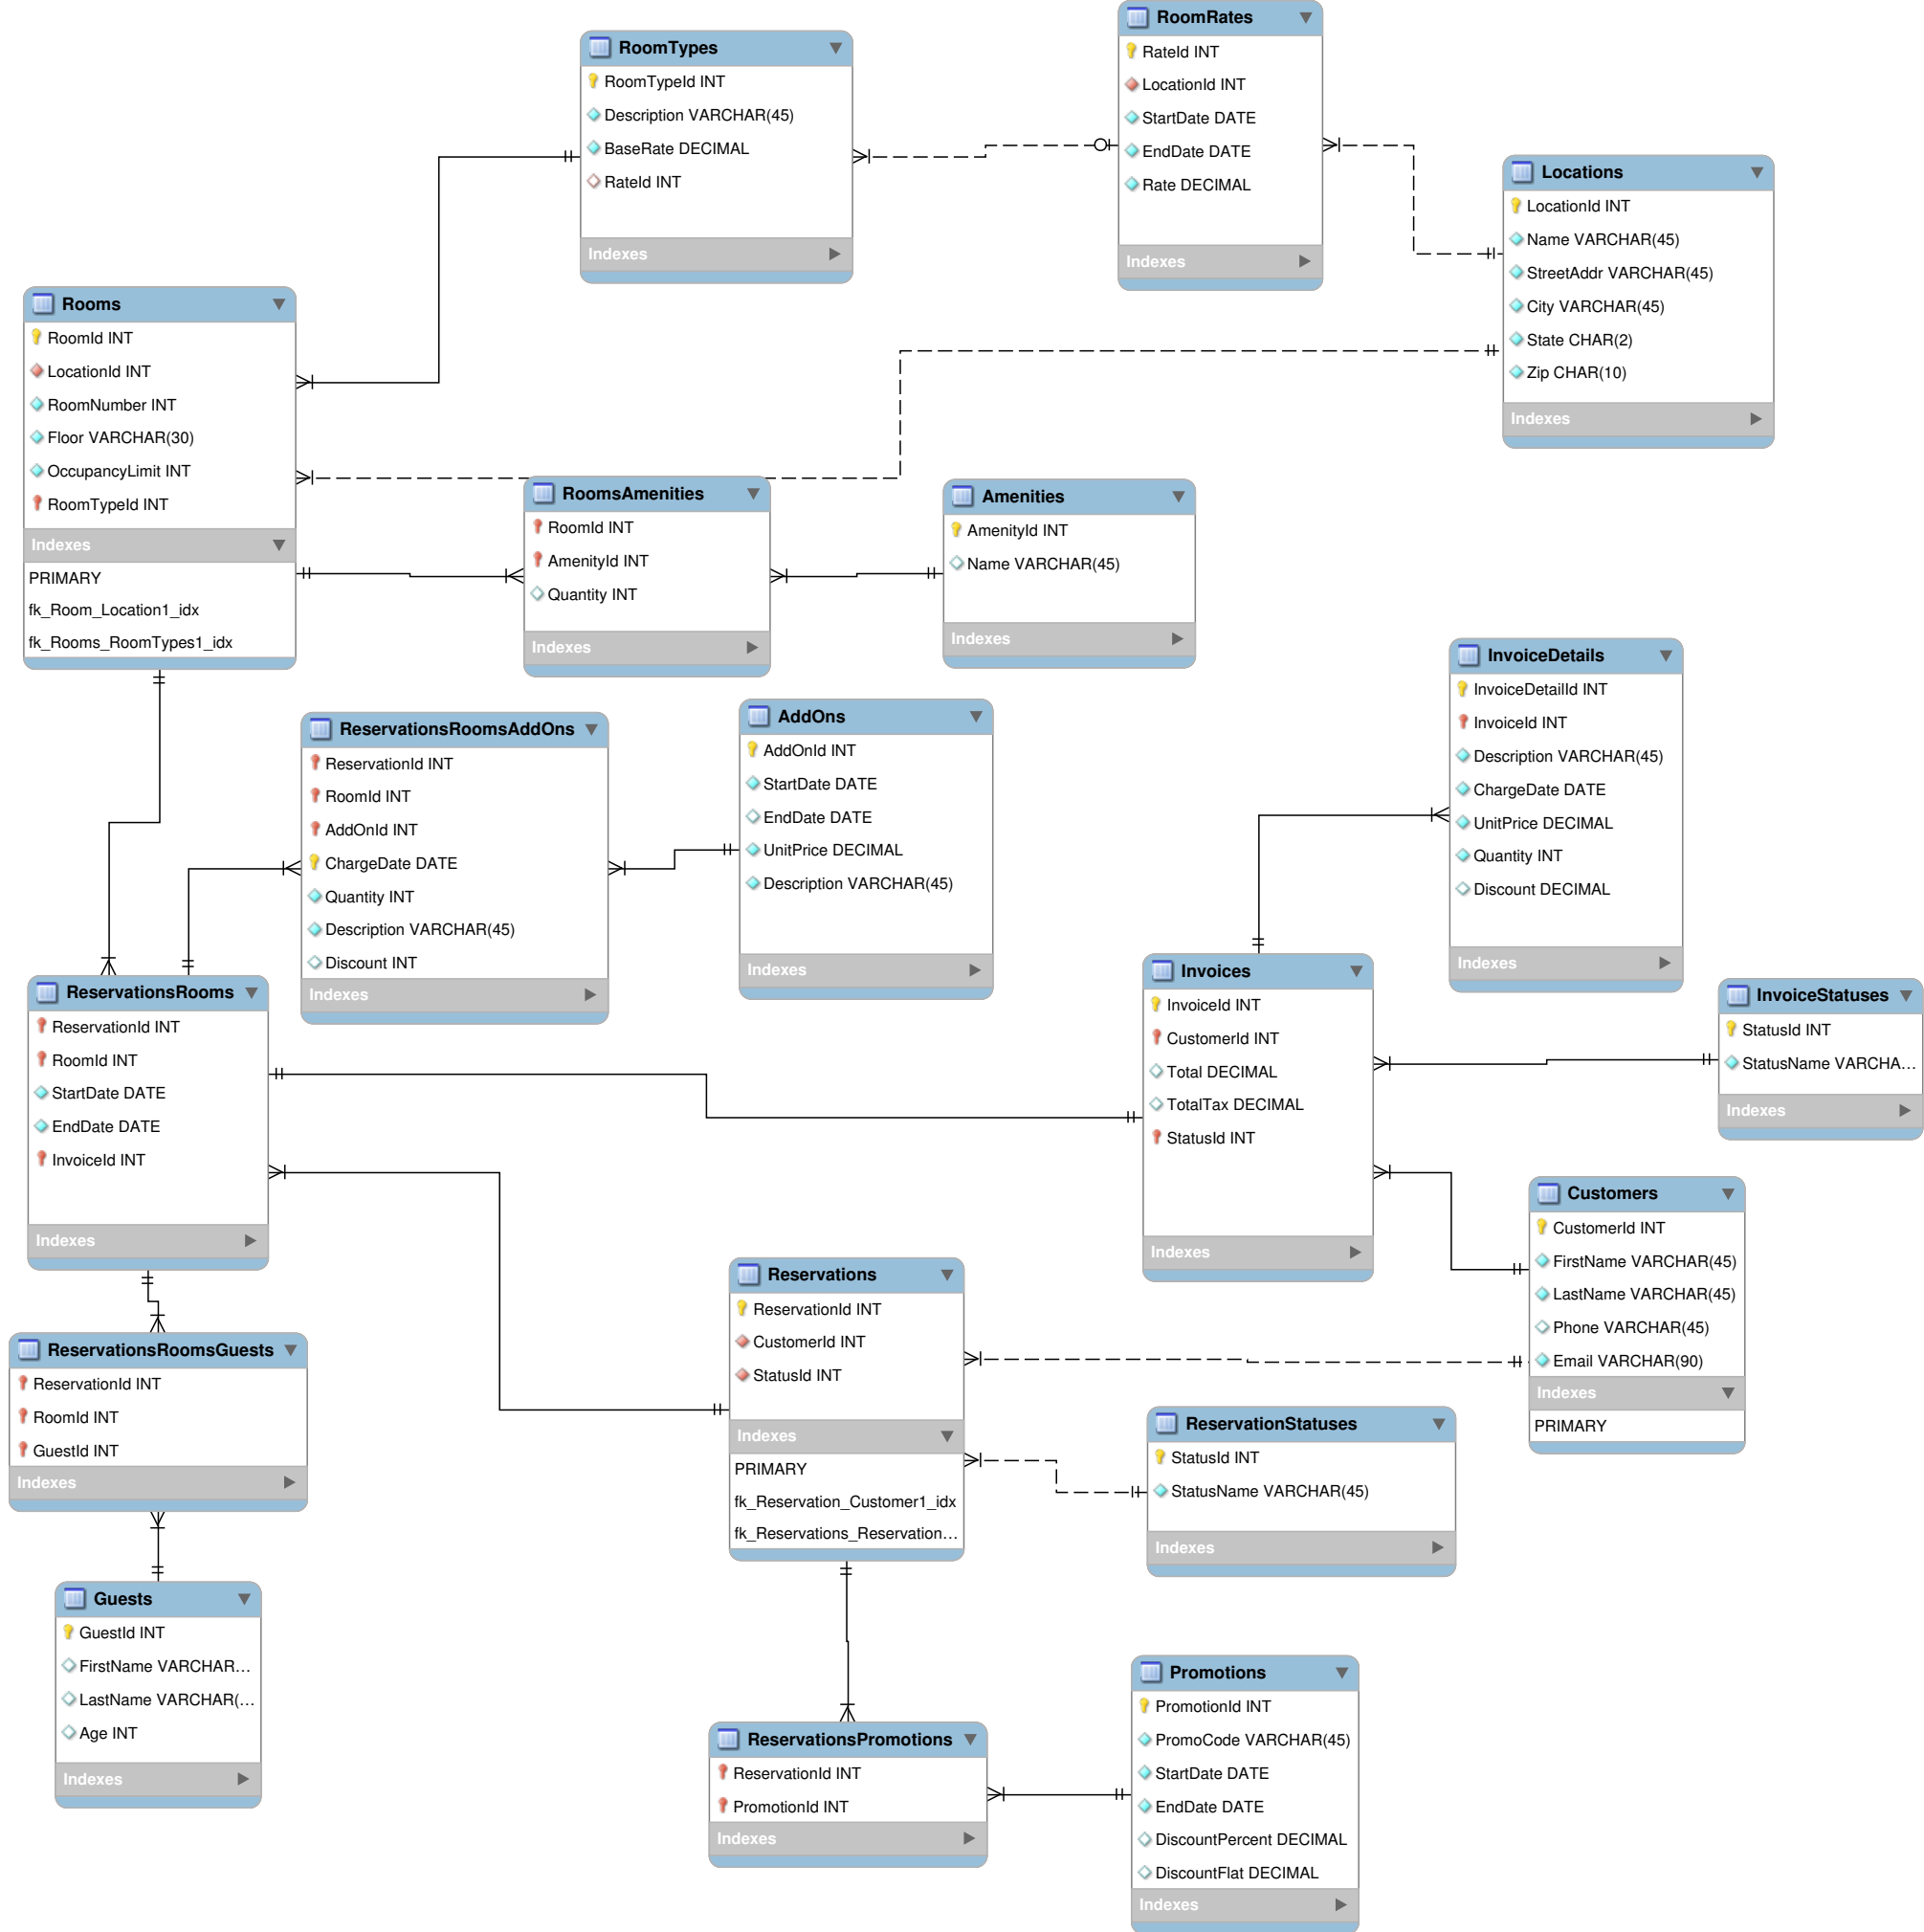 RoomRates
RateId INT
LocationId INT
StartDate DATE
EndDate DATE
Rate DECIMAL
Indexes
RoomTypes
RoomTypeId INT
Description VARCHAR(45)
BaseRate DECIMAL
RateId INT
Indexes
Locations
LocationId INT
Name VARCHAR(45)
StreetAddr VARCHAR(45)
City VARCHAR(45)
State CHAR(2)
Zip CHAR(10)
Indexes
Rooms
RoomId INT
LocationId INT
RoomNumber INT
Floor VARCHAR(30)
OccupancyLimit INT
RoomTypeId INT
Indexes
PRIMARY
fk_Room_Location1_idx
fk_Rooms_RoomTypes1_idx
RoomsAmenities
RoomId INT
AmenityId INT
Quantity INT
Indexes
Amenities
AmenityId INT
Name VARCHAR(45)
Indexes
InvoiceDetails
InvoiceDetailId INT
InvoiceId INT
Description VARCHAR(45)
ChargeDate DATE
UnitPrice DECIMAL
Quantity INT
Discount DECIMAL
Indexes
ReservationsRoomsAddOns
ReservationId INT
RoomId INT
AddOnId INT
ChargeDate DATE
Quantity INT
Description VARCHAR(45)
Discount INT
Indexes
AddOns
AddOnId INT
StartDate DATE
EndDate DATE
UnitPrice DECIMAL
Description VARCHAR(45)
Indexes
Invoices
InvoiceId INT
CustomerId INT
Total DECIMAL
TotalTax DECIMAL
StatusId INT
Indexes
InvoiceStatuses
StatusId INT
StatusName VARCHA...
Indexes
ReservationsRooms
ReservationId INT
RoomId INT
StartDate DATE
EndDate DATE
InvoiceId INT
Indexes
Customers
CustomerId INT
FirstName VARCHAR(45)
LastName VARCHAR(45)
Phone VARCHAR(45)
Email VARCHAR(90)
Indexes
PRIMARY
Reservations
ReservationId INT
CustomerId INT
StatusId INT
Indexes
PRIMARY
fk_Reservation_Customer1_idx
fk_Reservations_Reservation...
ReservationsRoomsGuests
ReservationId INT
RoomId INT
GuestId INT
Indexes
ReservationStatuses
StatusId INT
StatusName VARCHAR(45)
Indexes
Guests
GuestId INT
FirstName VARCHAR...
LastName VARCHAR(...
Age INT
Indexes
ReservationsPromotions
ReservationId INT
PromotionId INT
Indexes
Promotions
PromotionId INT
PromoCode VARCHAR(45)
StartDate DATE
EndDate DATE
DiscountPercent DECIMAL
DiscountFlat DECIMAL
Indexes